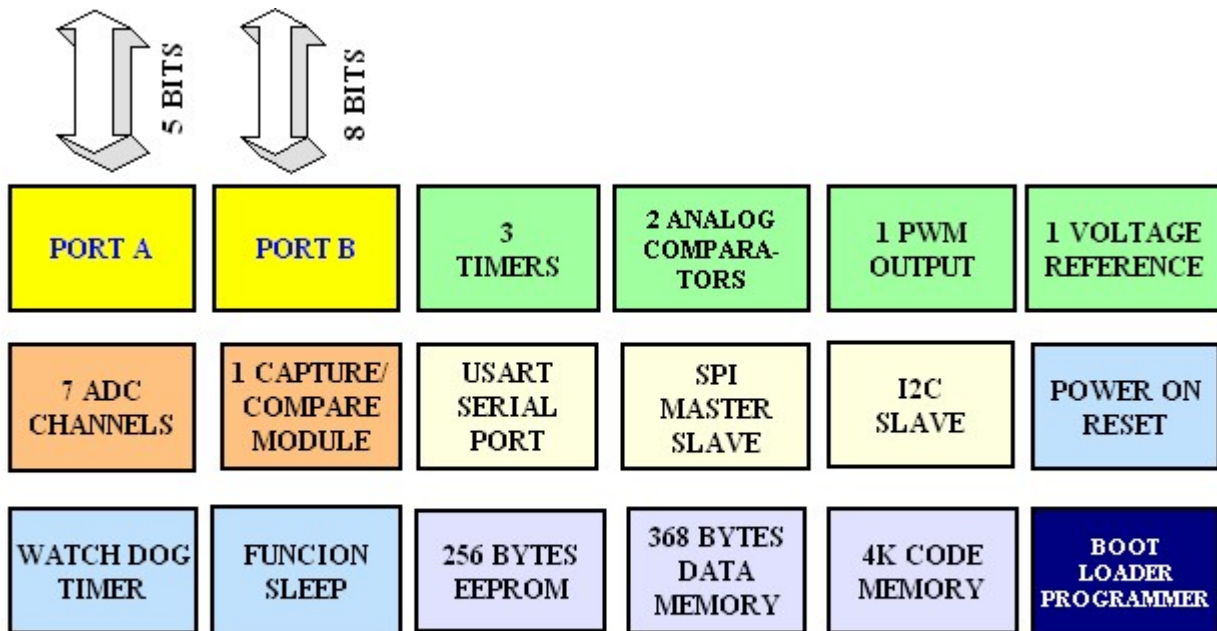 5 BITS
8 BITS
PORT A
PORT B
3
TIMERS
2 ANALOG
COMPARA-
TORS
1 PWM
OUTPUT
1 VOLTAGE
REFERENCE
7 ADC
CHANNELS
1 CAPTURE/
COMPARE
MODULE
USART
SERIAL
PORT
SPI
MASTER
SLAVE
I2C
SLAVE
POWER ON
RESET
WATCH DOG
TIMER
FUNCION
SLEEP
256 BYTES
EEPROM
368 BYTES
DATA
MEMORY
4K CODE
MEMORY
BOOT
LOADER
PROGRAMMER